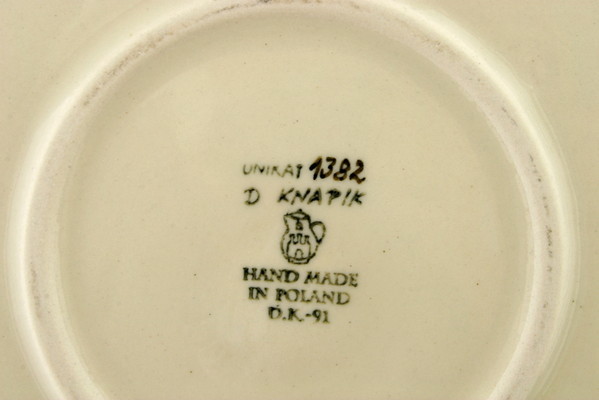 UNIKAT 1382
D KNAPIK
HAND MADE
IN POLAND
D.K.-91